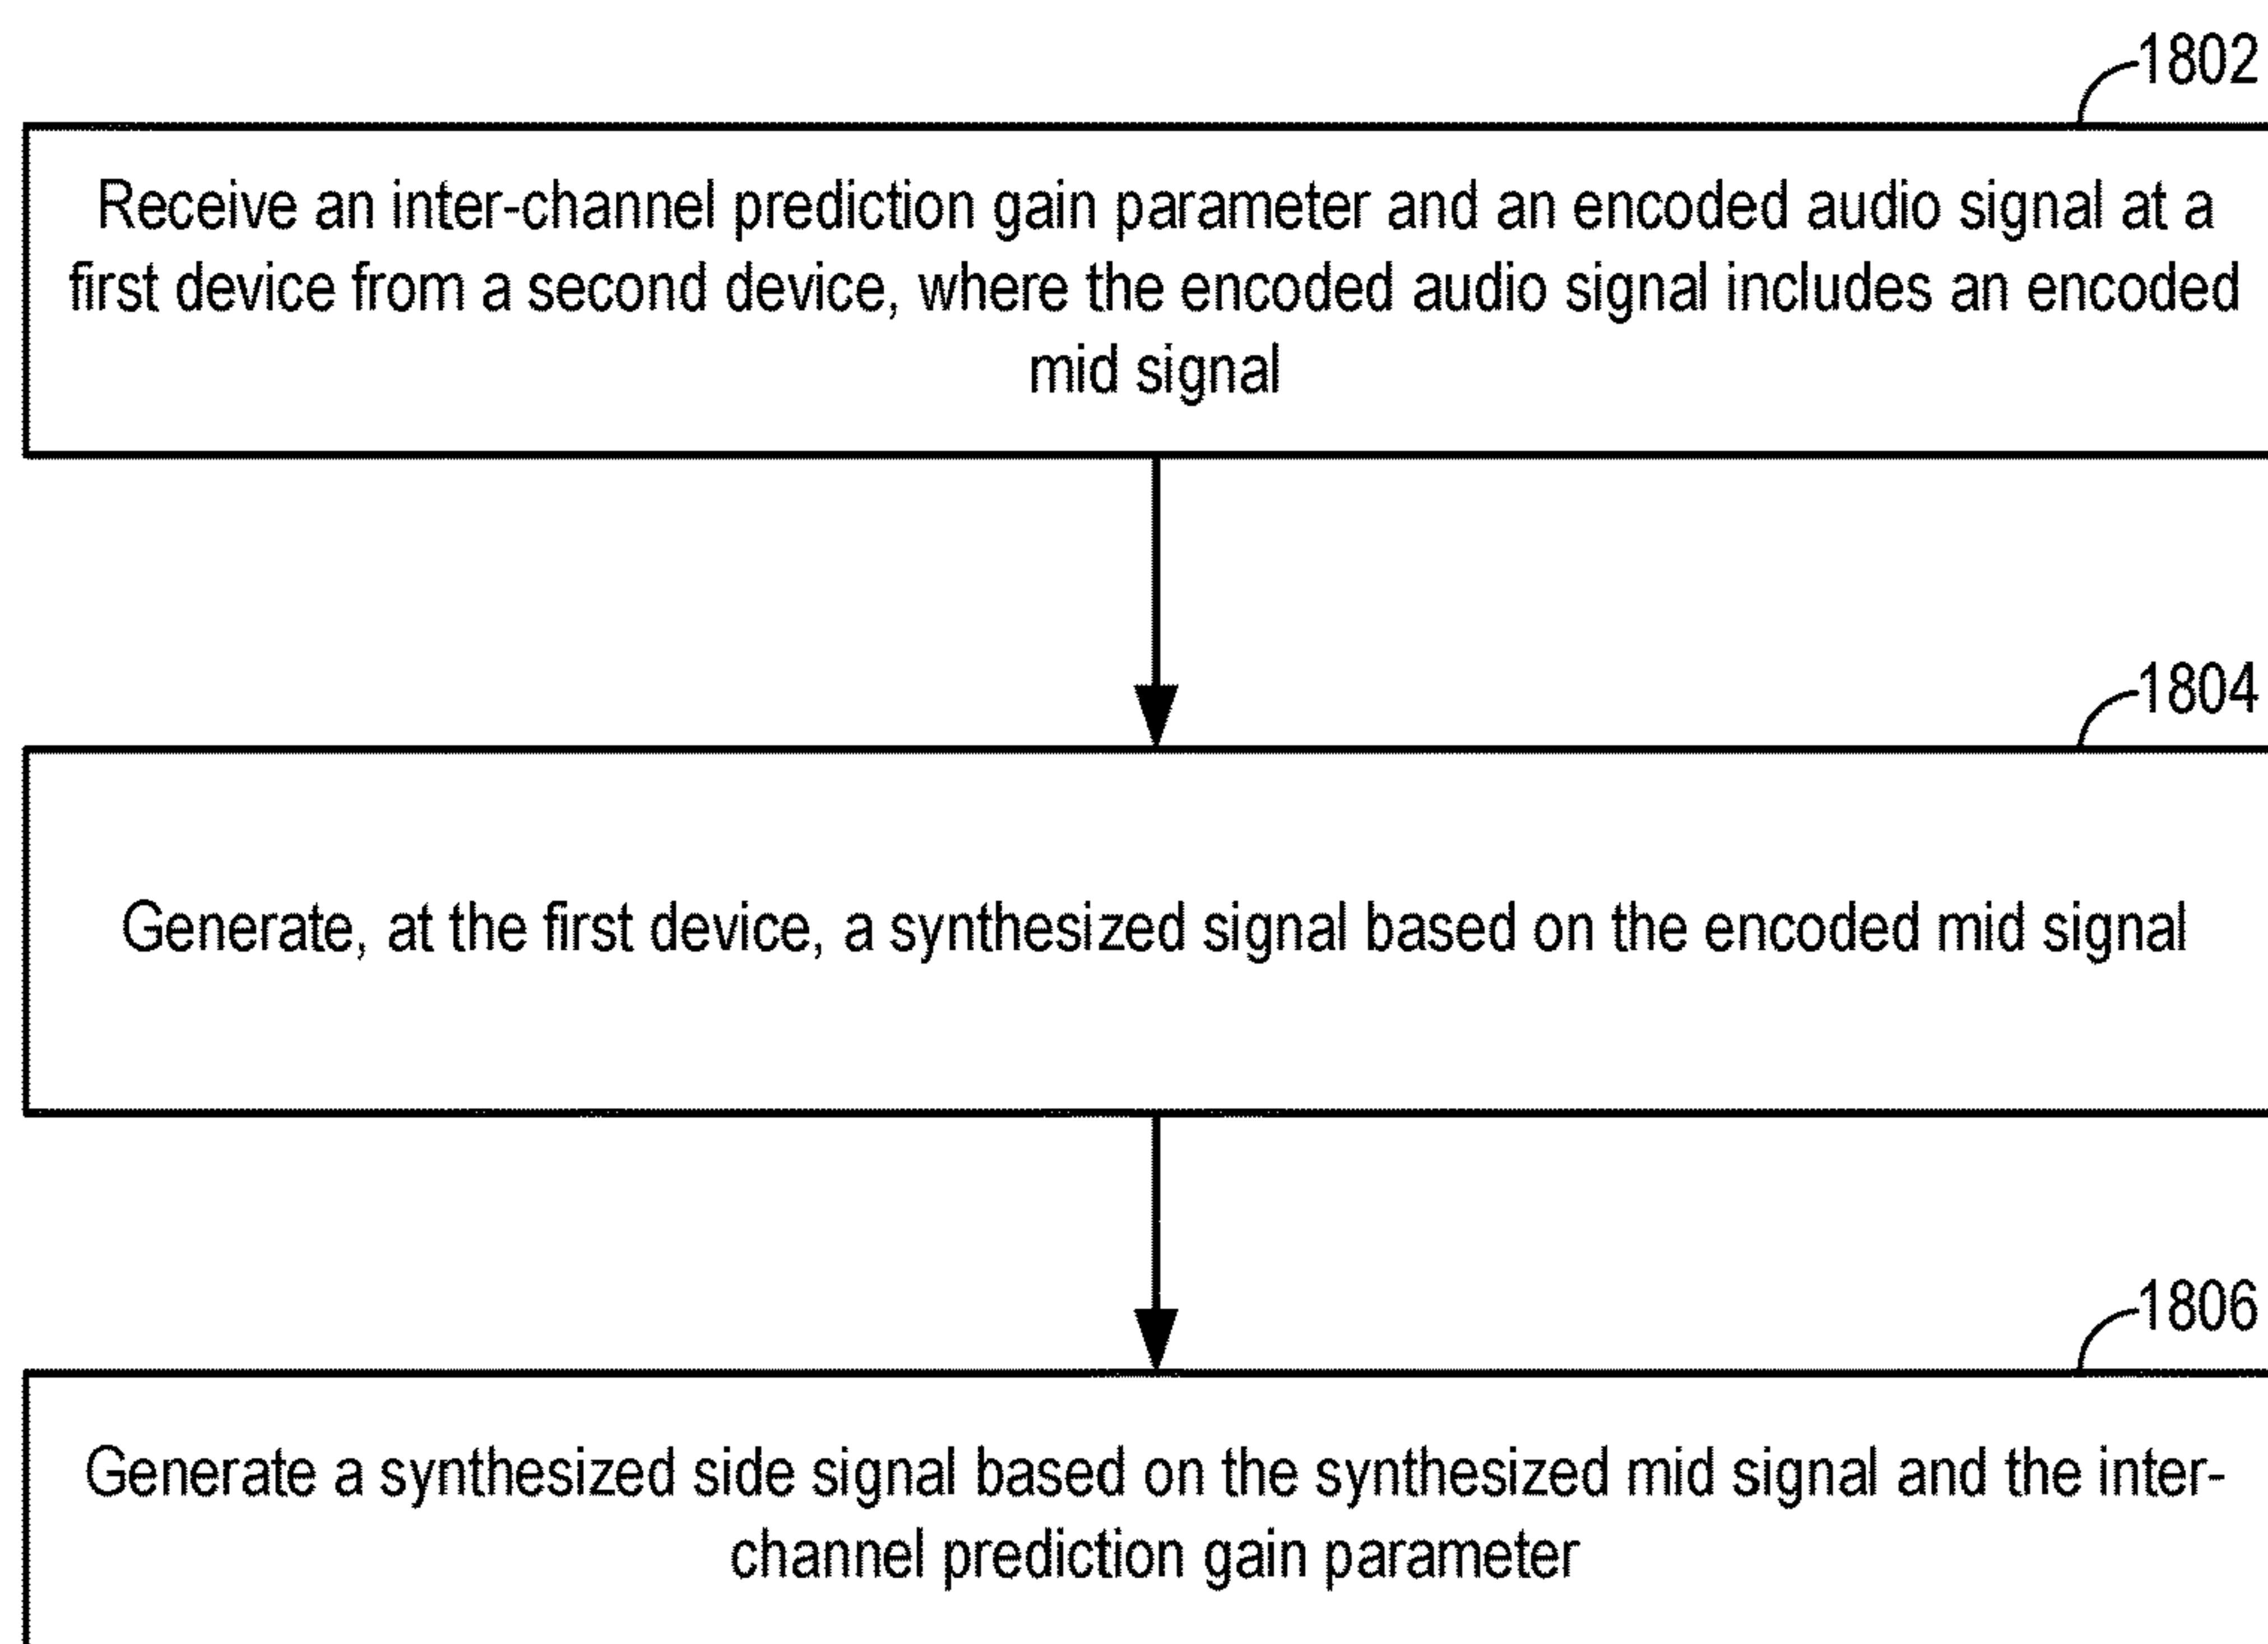 1802
Receive an inter-channel prediction gain parameter and an encoded audio signal at a
first device from a second device, where the encoded audio signal includes an encoded
mid signal
1804
Generate, at the first device, a synthesized signal based on the encoded mid signal
1806
Generate a synthesized side signal based on the synthesized mid signal and the inter-
channel prediction gain parameter